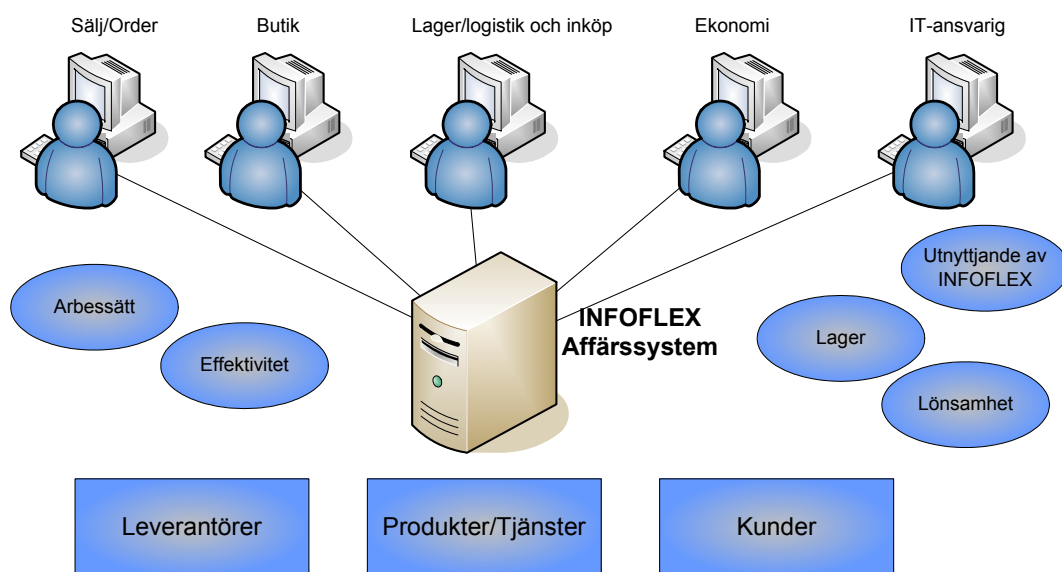 Sälj/Order
Butik
Lager/logistik och inköp
Ekonomi
IT-ansvarig
Utnyttjande av
INFOFLEX
Arbessätt
INFOFLEX
Affärssystem
Lager
Effektivitet
Lönsamhet
Leverantörer
Produkter/Tjänster
Kunder